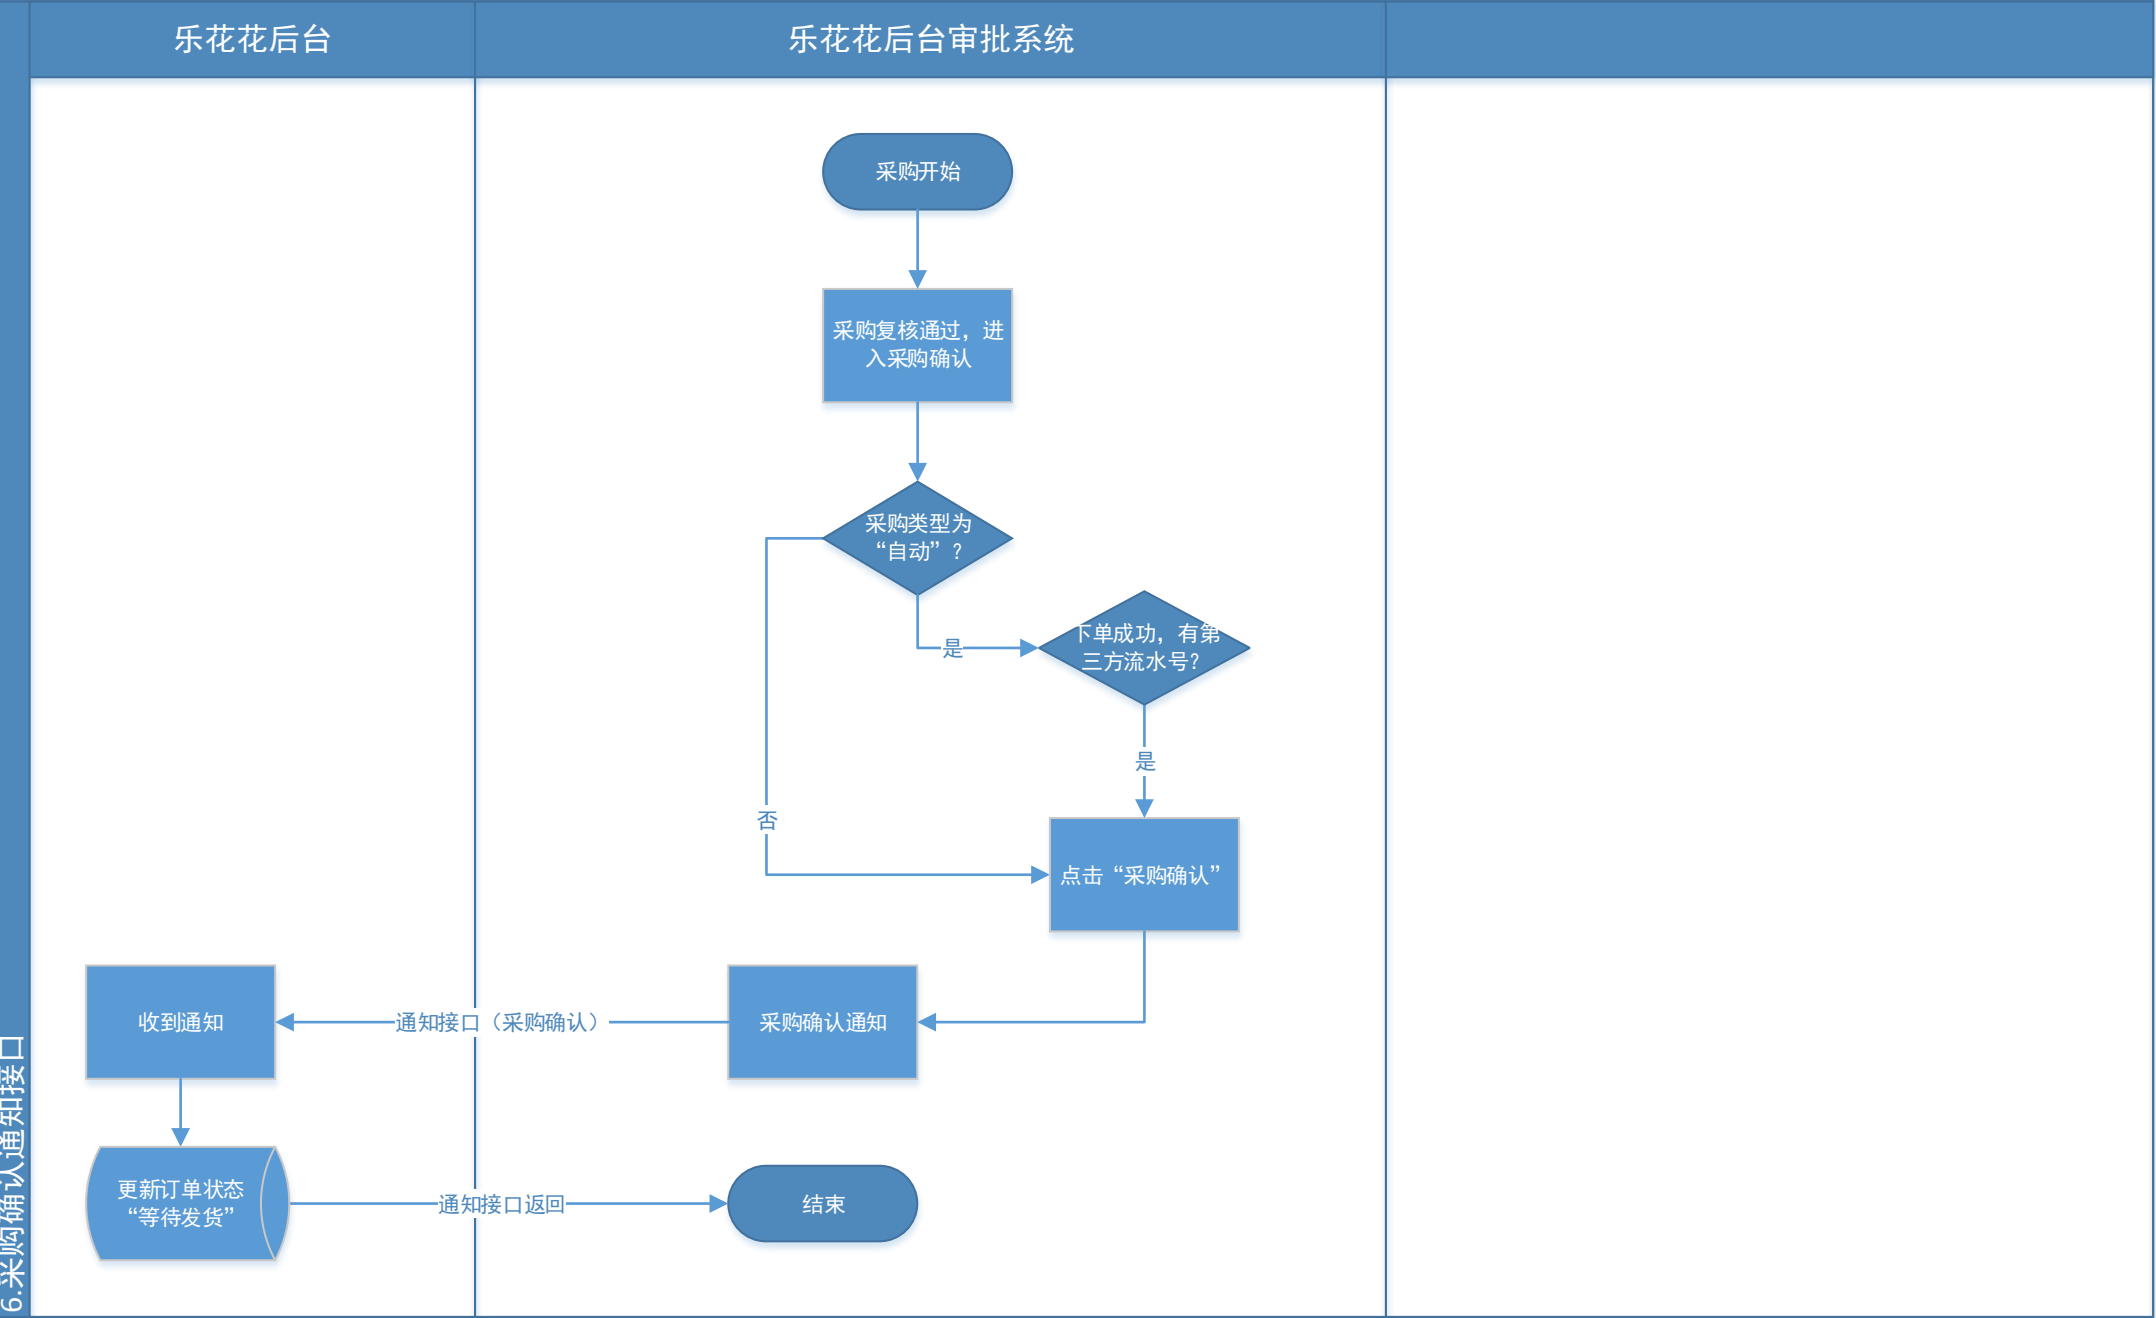 乐花花后台
乐花花后台审批系统
采购开始
采购复核通过，进
入采购确认
采购类型为
“自动”？
是
下单成功，有第
三方流水号？
是
否
点击“采购确认”
收到通知
通知接口（采购确认）
采购确认通知
更新订单状态
“等待发货”
通知接口返回
结束
6.采购确认通知接口